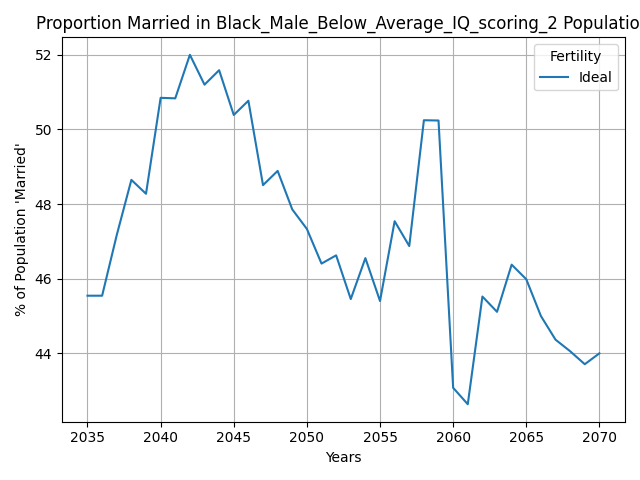 Proportion Married in Black_Male_Below_Average_IQ_scoring_2 Populatio
Fertility
Ideal
% of Population 'Married'
52
50
48
46
44
2035 2040 2045 2050 2055 2060 2065 2070
Years